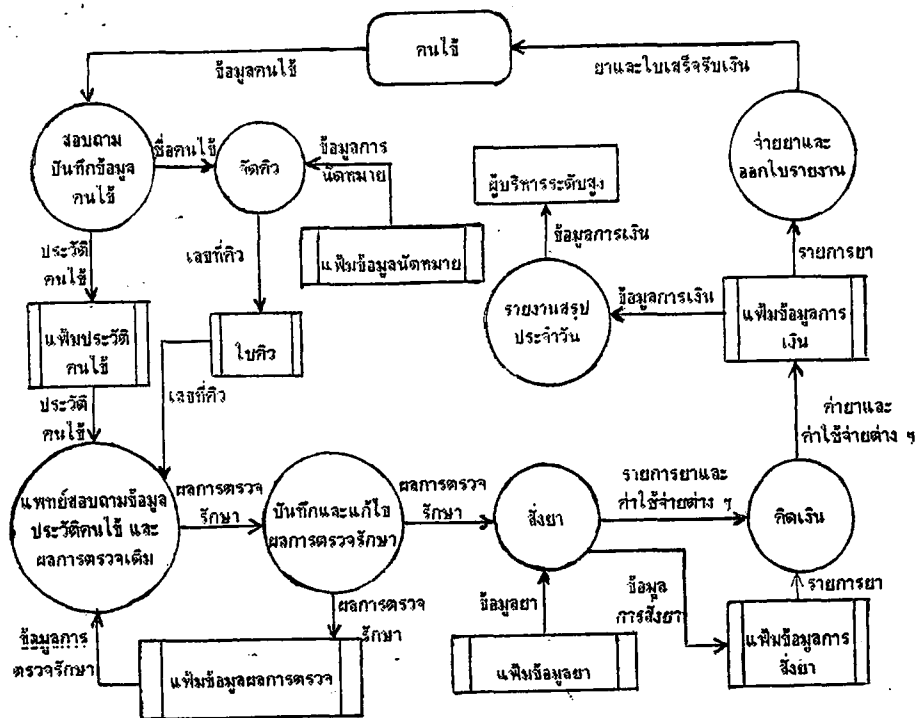 คนไข้
ข้อมูลคนไข้
ยาและใบเสร็จรับเงิน
สอบถาม
บันทึกข้อมูล
คนไข้
ชื่อคนไข้
จัดคิว
ข้อมูลการ
นัดหมาย
ผู้บริหารระดับสูง
จ่ายยาและ
ออกใบรายงาน
ประวัติ
คนไข้
เลขที่คิว
แฟ้มข้อมูลนัดหมาย
ข้อมูลการเงิน
รายการยา
แฟ้มประวัติ
คนไข้
ใบคิว
รายงานสรุป
ประจำวัน
ข้อมูลการเงิน
แฟ้มข้อมูลการ
เงิน
ประวัติ
คนไข้
เลขที่คิว
ค่ายาและ
ค่าใช้จ่ายต่าง ๆ
แพทย์สอบถามข้อมูล
ประวัติคนไข้ และ
ผลการตรวจเดิม
ผลการตรวจ
รักษา
บันทึกและแก้ไข
ผลการตรวจรักษา
ผลการตรวจ
รักษา
สั่งยา
รายการยาและ
ค่าใช้จ่ายต่าง ๆ
คิดเงิน
ข้อมูลการ
ตรวจรักษา
ผลการตรวจ
รักษา
แฟ้มข้อมูลผลการตรวจ
ข้อมูลยา
แฟ้มข้อมูลยา
ข้อมูล
การสั่งยา
รายการยา
แฟ้มข้อมูลการ
สั่งยา